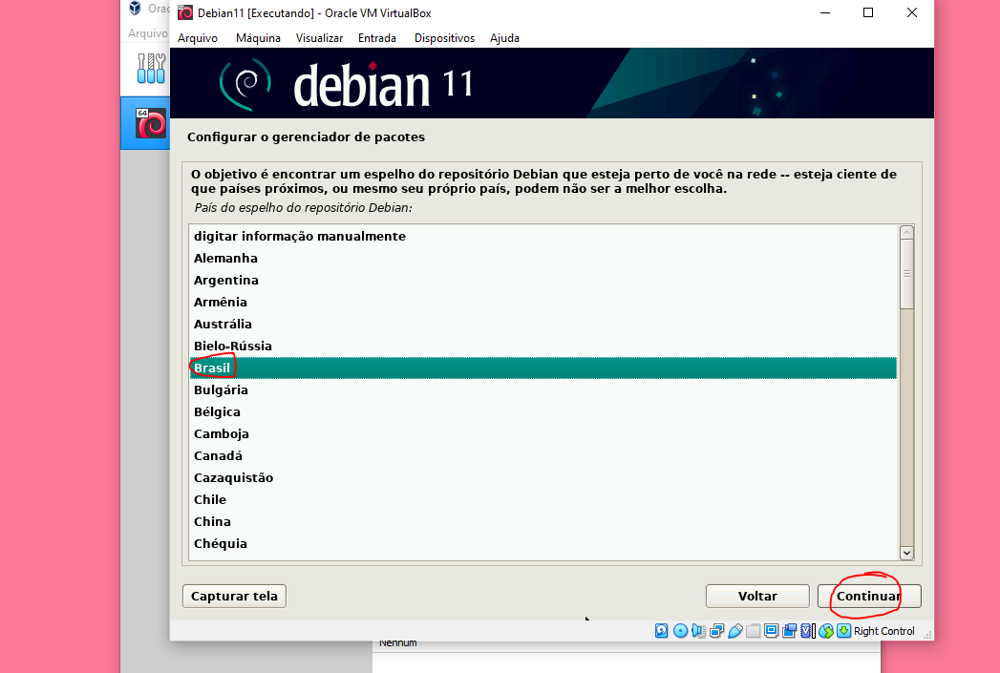 Orac
Debian11 [Executando] - Oracle VM VirtualBox
Arquivo
Arquivo Máquina Visualizar Entrada Dispositivos Ajuda
64
debian 11
Configurar o gerenciador de pacotes
O objetivo é encontrar um espelho do repositório Debian que esteja perto de você na rede -- esteja ciente de
que países próximos, ou mesmo seu próprio país, podem não ser a melhor escolha.
País do espelho do repositório Debian:
digitar informação manualmente
Alemanha
Argentina
Armênia
Austrália
Bielo-Rússia
Brasil
Bulgária
Bélgica
Camboja
Canadá
Cazaquistão
Chile
China
Chéquia
Capturar tela Voltar Continuar
Right Control
Nenhum